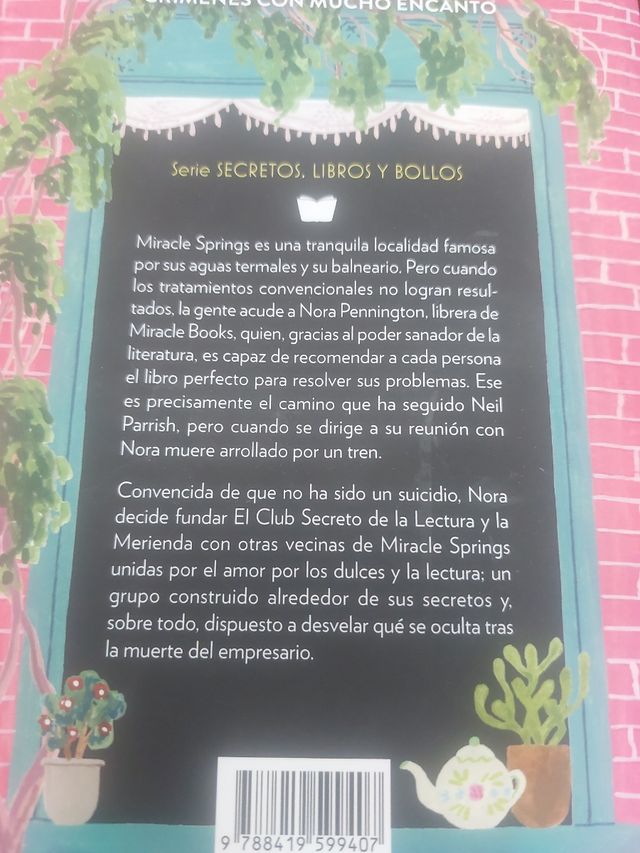 CRÍMENES CON MUCHO ENCANTO
Serie SECRETOS, LIBROS Y BOLLOS
Miracle Springs es una tranquila localidad famosa
por sus aguas termales y su balneario. Pero cuando
los tratamientos convencionales no logran resul-
tados, la gente acude a Nora Pennington, librera de
Miracle Books, quien, gracias al poder sanador de la
literatura, es capaz de recomendar a cada persona
el libro perfecto para resolver sus problemas. Ese
es precisamente el camino que ha seguido Neil
Parrish, pero cuando se dirige a su reunión con
Nora muere arrollado por un tren.
Convencida de que no ha sido un suicidio, Nora
decide fundar El Club Secreto de la Lectura y la
Merienda con otras vecinas de Miracle Springs
unidas por el amor por los dulces y la lectura; un
grupo construido alrededor de sus secretos y,
sobre todo, dispuesto a desvelar qué se oculta tras
la muerte del empresario.
9 788419 599407